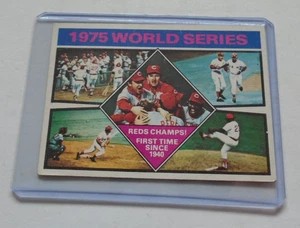 1975 WORLD SERIES
REDS CHAMPS!
FIRST TIME
SINCE
1940